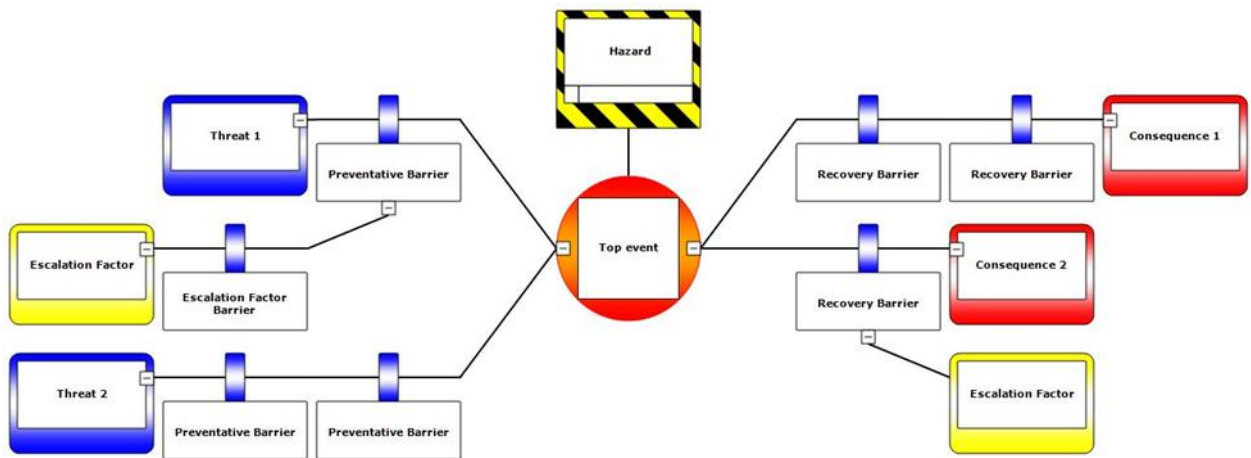 Hazard
Threat 1
Preventative Barrier
Escalation Factor
Escalation Factor
Barrier
Threat 2
Preventative Barrier
Preventative Barrier
Top event
Recovery Barrier
Recovery Barrier
Consequence 1
Recovery Barrier
Consequence 2
Escalation Factor